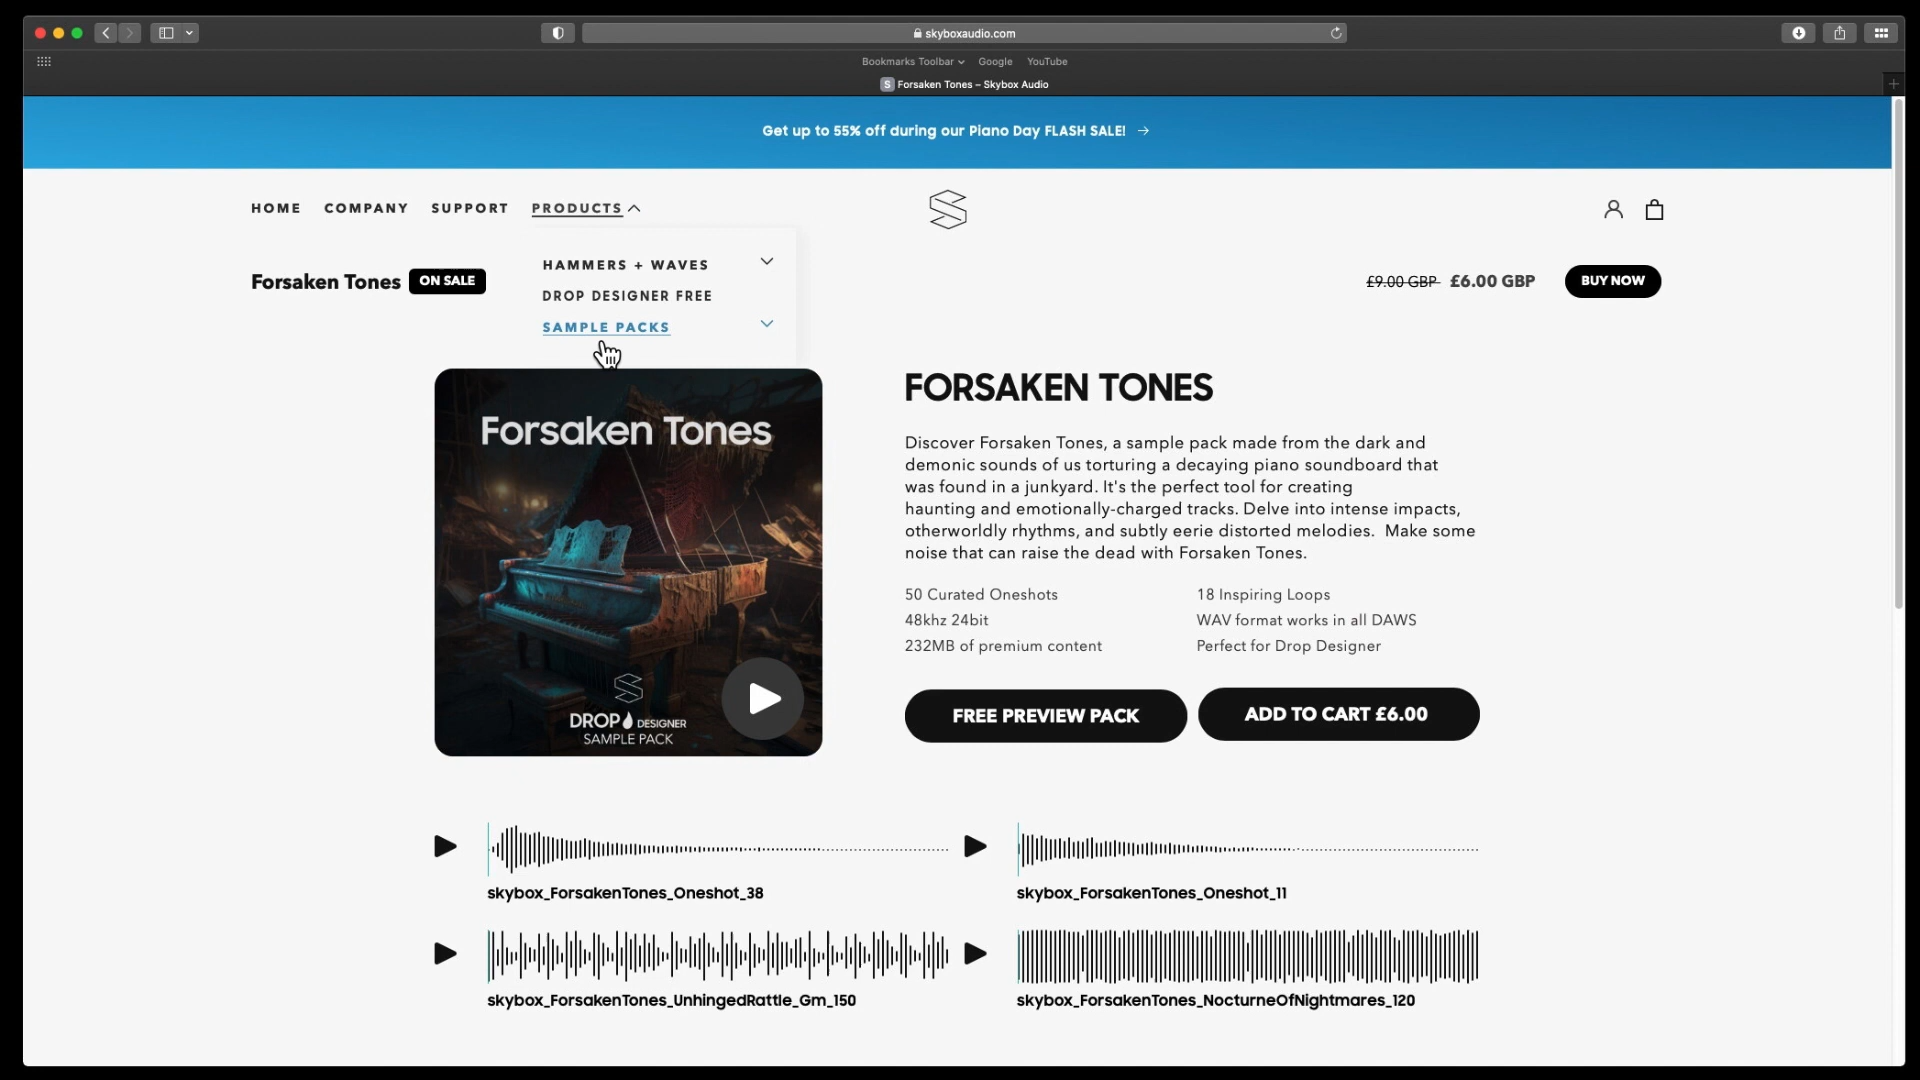 skyboxaudio.com
Bookmarks Toolbar Google YouTube
S Forsaken Tones – Skybox Audio
Get up to 55% off during our Piano Day FLASH SALE! →
HOME COMPANY SUPPORT PRODUCTS
HAMMERS + WAVES
DROP DESIGNER FREE
SAMPLE PACKS
Forsaken Tones ON SALE
£9.00 GBP £6.00 GBP BUY NOW
Forsaken Tones
DROP DESIGNER
SAMPLE PACK
FORSAKEN TONES
Discover Forsaken Tones, a sample pack made from the dark and
demonic sounds of us torturing a decaying piano soundboard that
was found in a junkyard. It's the perfect tool for creating
haunting and emotionally-charged tracks. Delve into intense impacts,
otherworldly rhythms, and subtly eerie distorted melodies. Make some
noise that can raise the dead with Forsaken Tones.
50 Curated Oneshots 18 Inspiring Loops
48khz 24bit WAV format works in all DAWS
232MB of premium content Perfect for Drop Designer
FREE PREVIEW PACK ADD TO CART £6.00
skybox_ForsakenTones_Oneshot_38 skybox_ForsakenTones_Oneshot_11
skybox_ForsakenTones_UnhingedRattle_Gm_150 skybox_ForsakenTones_NocturneOfNightmares_120